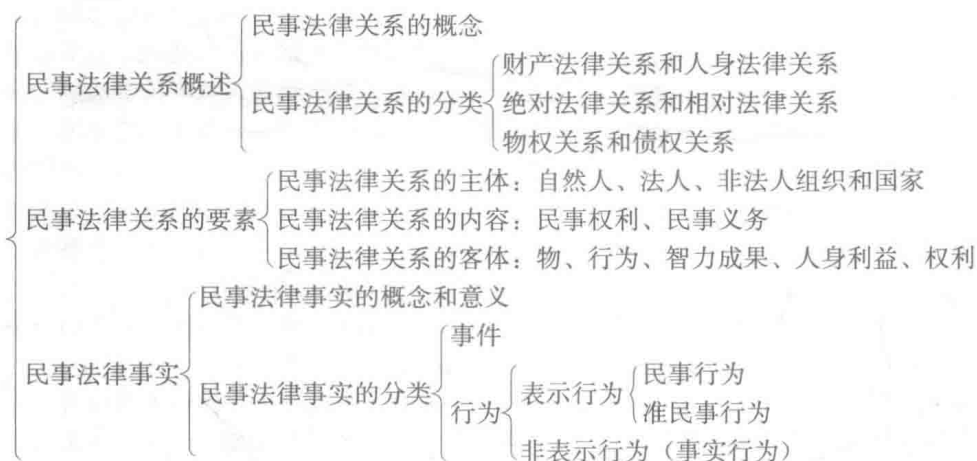 民事法律关系的概念
财产法律关系和人身法律关系
民事法律关系概述
民事法律关系的分类
绝对法律关系和相对法律关系
物权关系和债权关系
民事法律关系的主体：自然人、法人、非法人组织和国家
民事法律关系的要素
民事法律关系的内容：民事权利、民事义务
民事法律关系的客体：物、行为、智力成果、人身利益、权利
民事法律事实的概念和意义
事件
民事法律事实
民事法律事实的分类
民事行为
表示行为
行为
准民事行为
非表示行为（事实行为）